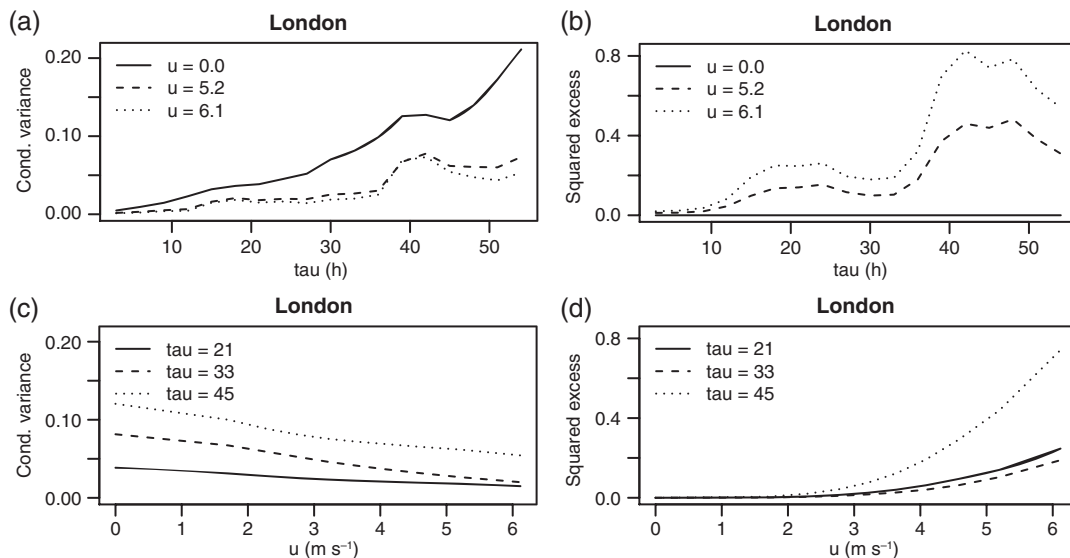 (a) London
Cond. variance
0.20
0.10
0.00
u = 0.0
u = 5.2
u = 6.1
10 20 30 40 50
tau (h)
(b) London
Squared excess
0.8
0.4
0.0
u = 0.0
u = 5.2
u = 6.1
10 20 30 40 50
tau (h)
(c) London
Cond. variance
0.20
0.10
0.00
tau = 21
tau = 33
tau = 45
0 1 2 3 4 5 6
u (m s⁻¹)
(d) London
Squared excess
0.8
0.4
0.0
tau = 21
tau = 33
tau = 45
0 1 2 3 4 5 6
u (m s⁻¹)